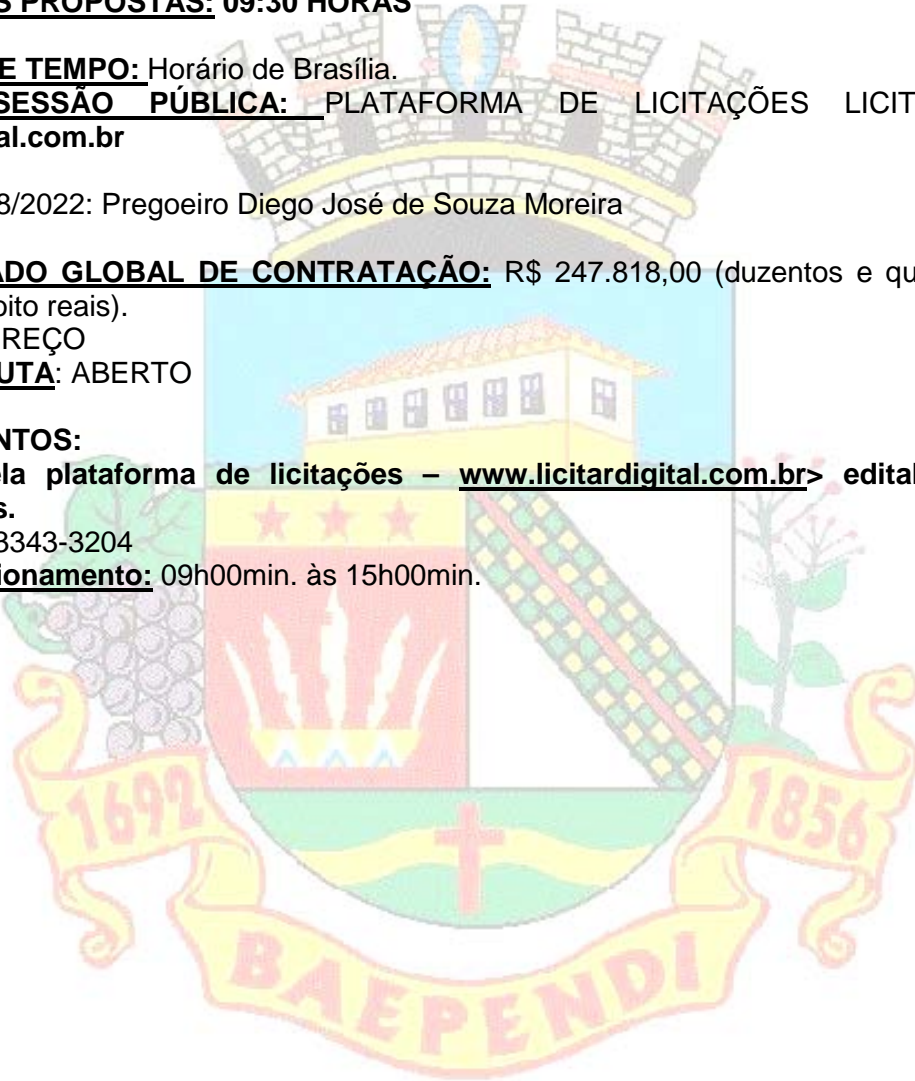 S PROPOSTAS: 09:30 HORAS
E TEMPO: Horário de Brasília.
SESSÃO PÚBLICA: PLATAFORMA DE LICITAÇÕES LICIT
al.com.br
8/2022: Pregoeiro Diego José de Souza Moreira
ADO GLOBAL DE CONTRATAÇÃO: R$ 247.818,00 (duzentos e qu
oito reais).
REÇO
UTA: ABERTO
NTOS:
ela plataforma de licitações – www.licitardigital.com.br> edital
s.
3343-3204
ionamento: 09h00min. às 15h00min.
1692
1856
BAEPENDI